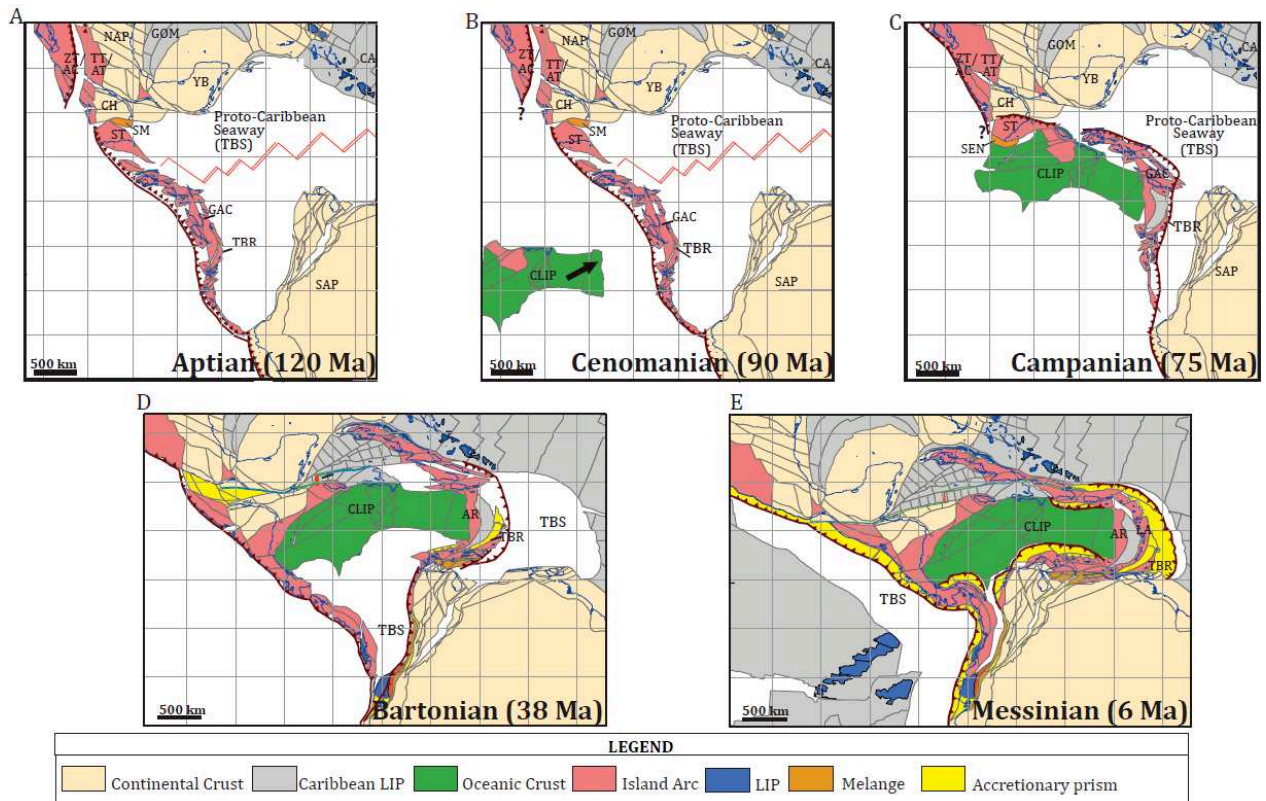 A
ZT
AC
TT/
AT
NAP
GOM
YB
CA
CH
SM
ST
Proto-Caribbean
Seaway
(TBS)
GAC
TBR
SAP
500 km
Aptian (120 Ma)
B
ZT
AC
TT/
AT
NAP
GOM
YB
CA
CH
?
SM
ST
Proto-Caribbean
Seaway
(TBS)
GAC
TBR
CLIP
SAP
500 km
Cenomanian (90 Ma)
C
ZT/
AC
TT/
AT
GOM
YB
CA
CH
?
ST
SEN
Proto-Caribbean
Seaway
(TBS)
CLIP
GAC
TBR
SAP
500 km
Campanian (75 Ma)
D
CLIP
AR
TBR
TBS
TBS
500 km
Bartonian (38 Ma)
E
CLIP
AR
LA
TBR
TBS
500 km
Messinian (6 Ma)
LEGEND
Continental Crust Caribbean LIP Oceanic Crust Island Arc LIP Melange Accretionary prism